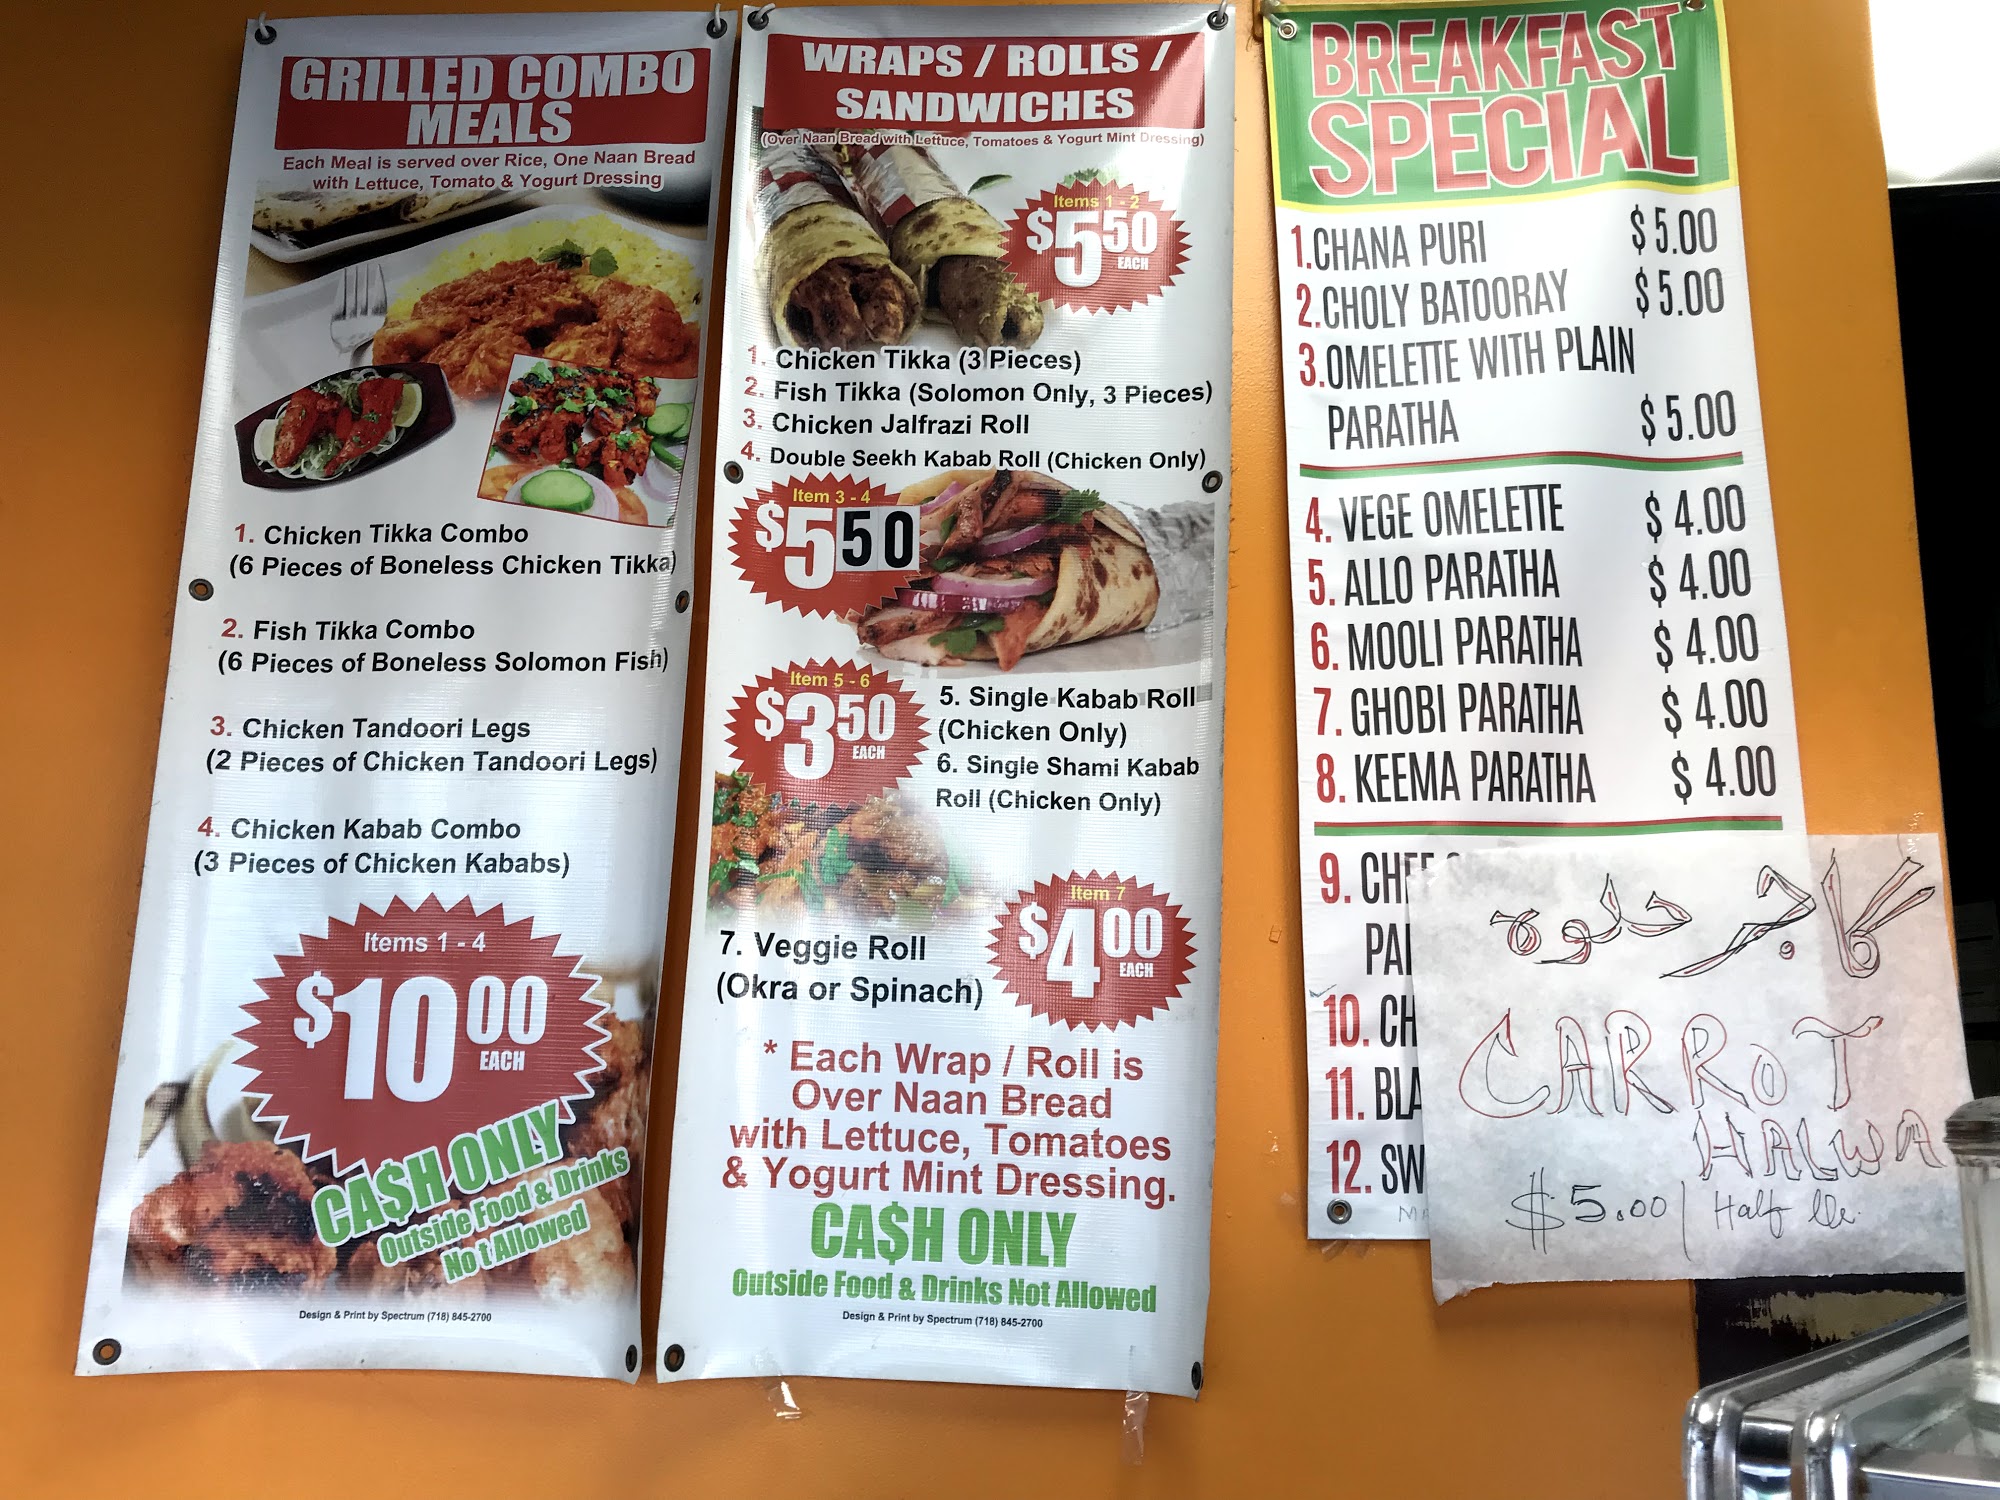 GRILLED COMBO
MEALS
Each Meal is served over Rice, One Naan Bread
with Lettuce, Tomato & Yogurt Dressing
1. Chicken Tikka Combo
(6 Pieces of Boneless Chicken Tikka)
2. Fish Tikka Combo
(6 Pieces of Boneless Solomon Fish)
3. Chicken Tandoori Legs
(2 Pieces of Chicken Tandoori Legs)
4. Chicken Kabab Combo
(3 Pieces of Chicken Kababs)
Items 1 - 4
$10 00
EACH
CA$H ONLY
Outside Food & Drinks
No t Allowed
Design & Print by Spectrum (718) 845-2700
WRAPS / ROLLS /
SANDWICHES
(Over Naan Bread with Lettuce, Tomatoes & Yogurt Mint Dressing)
Items 1 - 2
$5 50
EACH
1. Chicken Tikka (3 Pieces)
2. Fish Tikka (Solomon Only, 3 Pieces)
3. Chicken Jalfrazi Roll
4. Double Seekh Kabab Roll (Chicken Only)
Item 3 - 4
$5 50
Item 5 - 6
$3 50
EACH
5. Single Kabab Roll
(Chicken Only)
6. Single Shami Kabab
Roll (Chicken Only)
Item 7
$4 00
EACH
7. Veggie Roll
(Okra or Spinach)
* Each Wrap / Roll is
Over Naan Bread
with Lettuce, Tomatoes
& Yogurt Mint Dressing.
CA$H ONLY
Outside Food & Drinks Not Allowed
Design & Print by Spectrum (718) 845-2700
BREAKFAST
SPECIAL
1. CHANA PURI $ 5.00
2. CHOLY BATOORAY $ 5.00
3. OMELETTE WITH PLAIN
PARATHA $ 5.00
4. VEGE OMELETTE $ 4.00
5. ALLO PARATHA $ 4.00
6. MOOLI PARATHA $ 4.00
7. GHOBI PARATHA $ 4.00
8. KEEMA PARATHA $ 4.00
9.
10.
11.
12.
گاجر حلوہ
CARROT
HALWA
$5.00 / Half lb.